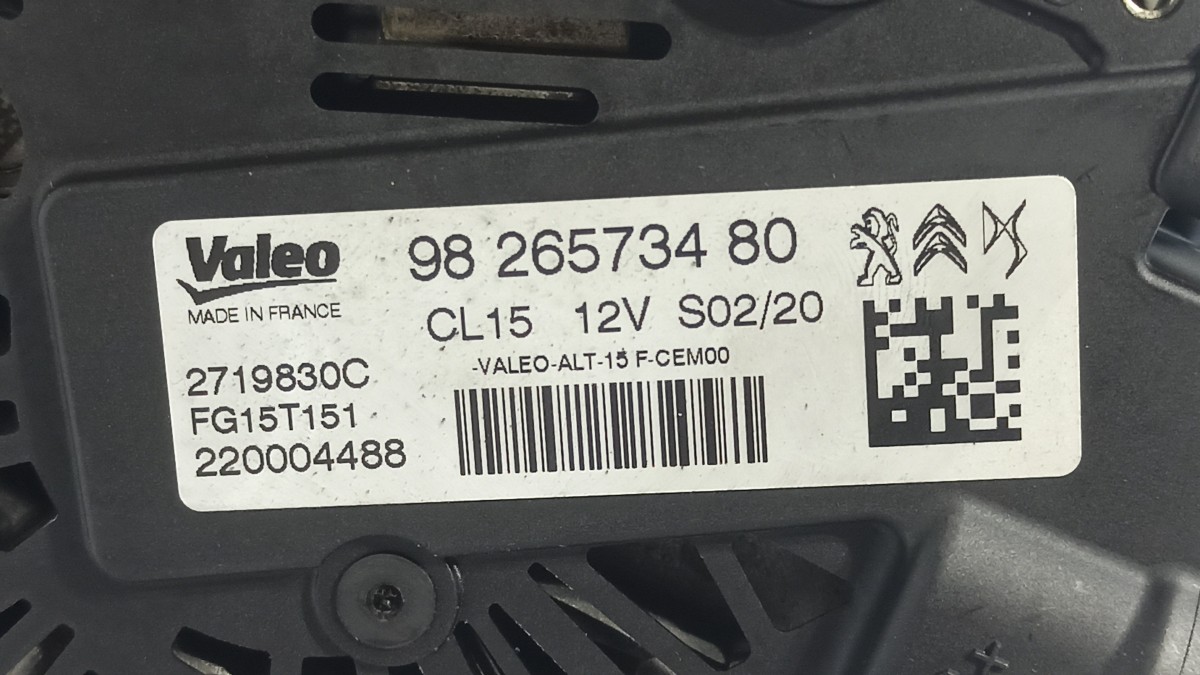 Valeo
MADE IN FRANCE
98 265734 80
CL15 12V S02/20
-VALEO-ALT-15 F-CEM00
2719830C
FG15T151
220004488